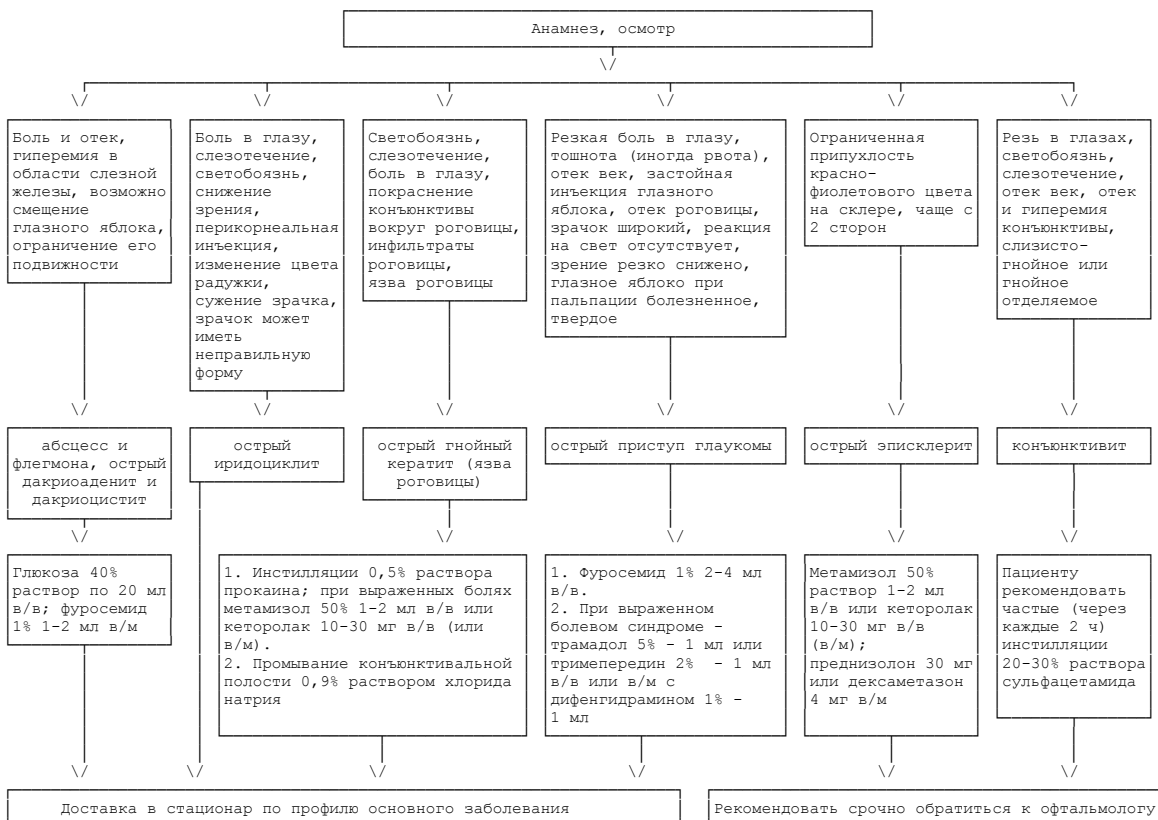 Анамнез, осмотр
Боль и отек,
гиперемия в
области слезной
железы, возможно
смещение
глазного яблока,
ограничение его
подвижности
Боль в глазу,
слезотечение,
светобоязнь,
снижение
зрения,
перикорнеальная
инъекция,
изменение цвета
радужки,
сужение зрачка,
зрачок может
иметь
неправильную
форму
Светобоязнь,
слезотечение,
боль в глазу,
покраснение
конъюнктивы
вокруг роговицы,
инфильтраты
роговицы,
язва роговицы
Резкая боль в глазу,
тошнота (иногда рвота),
отек век, застойная
инъекция глазного
яблока, отек роговицы,
зрачок широкий, реакция
на свет отсутствует,
зрение резко снижено,
глазное яблоко при
пальпации болезненное,
твердое
Ограниченная
припухлость
красно-
фиолетового цвета
на склере, чаще с
2 сторон
Резь в глазах,
светобоязнь,
слезотечение,
отек век, отек
и гиперемия
конъюнктивы,
слизисто-
гнойное или
гнойное
отделяемое
абсцесс и
флегмона, острый
дакриоаденит и
дакриоцистит
острый
иридоциклит
острый гнойный
кератит (язва
роговицы)
острый приступ глаукомы
острый эписклерит
конъюнктивит
Глюкоза 40%
раствор по 20 мл
в/в; фуросемид
1% 1-2 мл в/м
1. Инстилляции 0,5% раствора
прокаина; при выраженных болях
метамизол 50% 1-2 мл в/в или
кеторолак 10-30 мг в/в (или
в/м).
2. Промывание конъюнктивальной
полости 0,9% раствором хлорида
натрия
1. Фуросемид 1% 2-4 мл
в/в.
2. При выраженном
болевом синдроме -
трамадол 5% - 1 мл или
тримеперидин 2% - 1 мл
в/в или в/м с
дифенгидрамином 1% -
1 мл
Метамизол 50%
раствор 1-2 мл
в/в или кеторолак
10-30 мг в/в
(в/м);
преднизолон 30 мг
или дексаметазон
4 мг в/м
Пациенту
рекомендовать
частые (через
каждые 2 ч)
инстилляции
20-30% раствора
сульфацетамида
Доставка в стационар по профилю основного заболевания
Рекомендовать срочно обратиться к офтальмологу